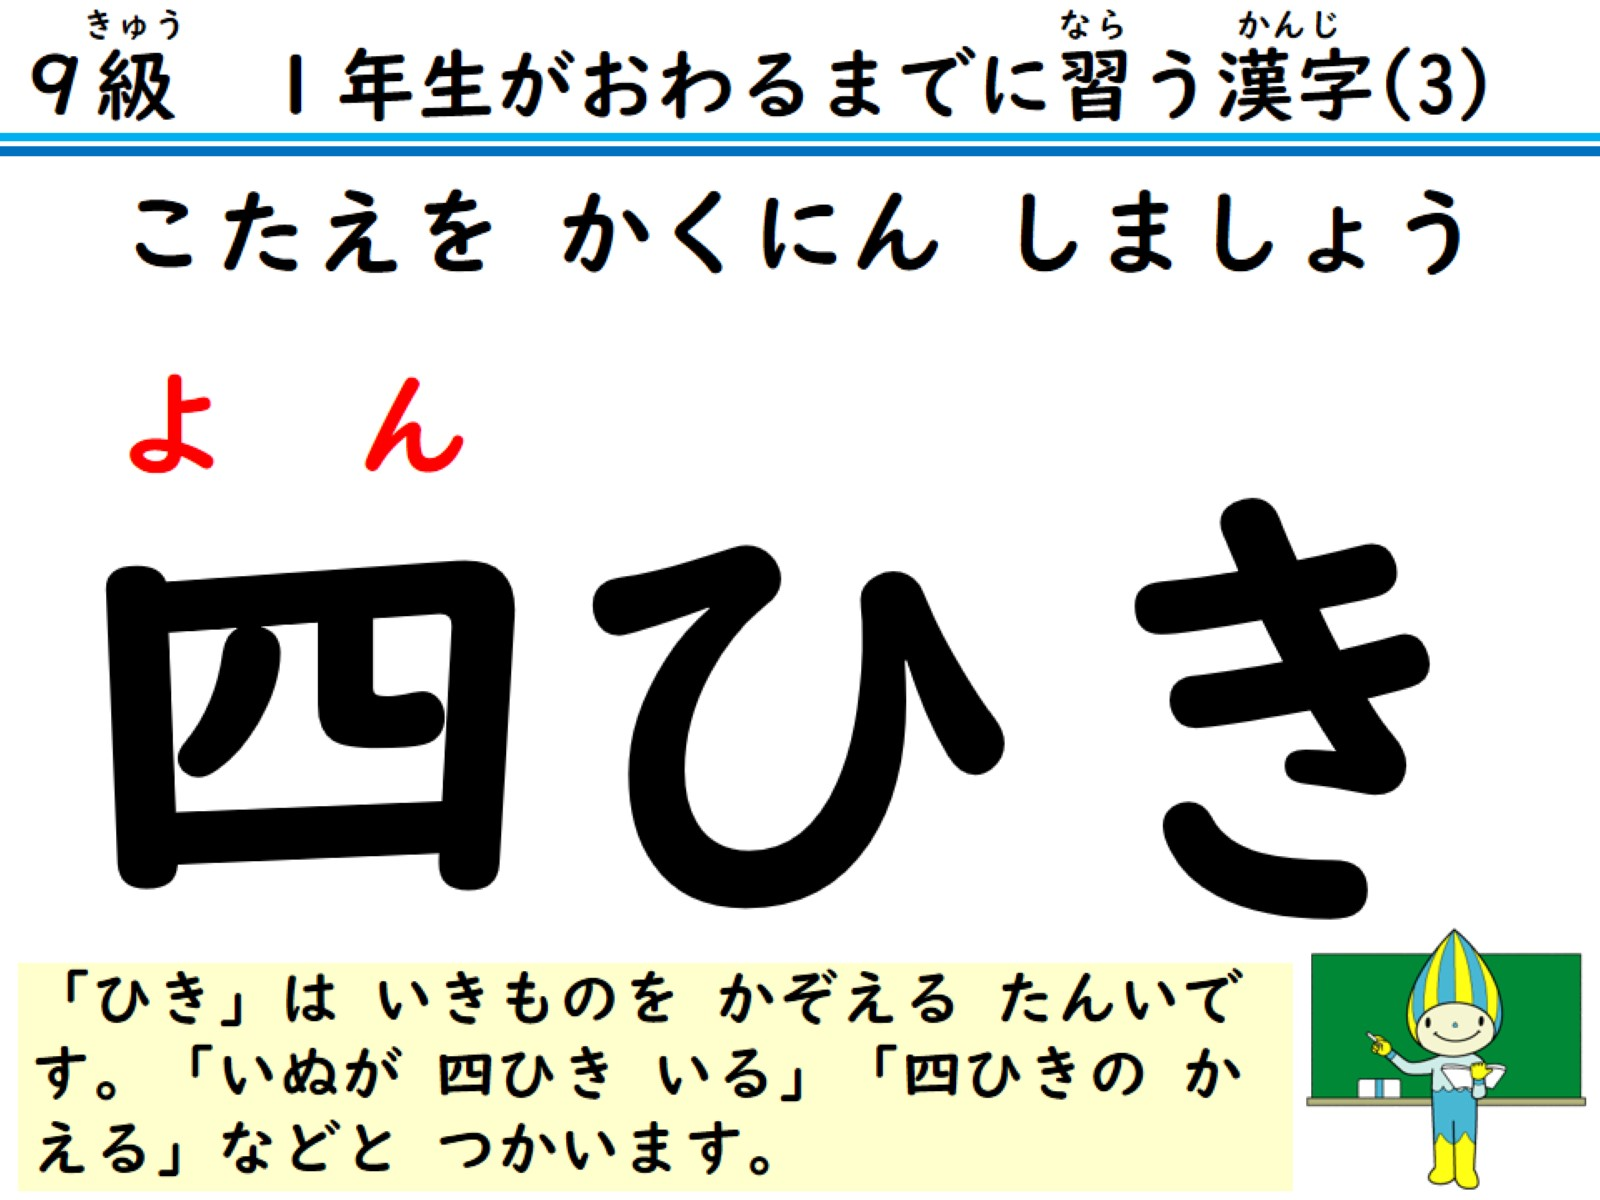 きゅう なら かんじ
9級 1年生がおわるまでに習う漢字(3)
こたえを かくにん しましょう
よん
四ひき
「ひき」は いきものを かぞえる たんいで
す。「いぬが 四ひき いる」「四ひきの か
える」などと つかいます。